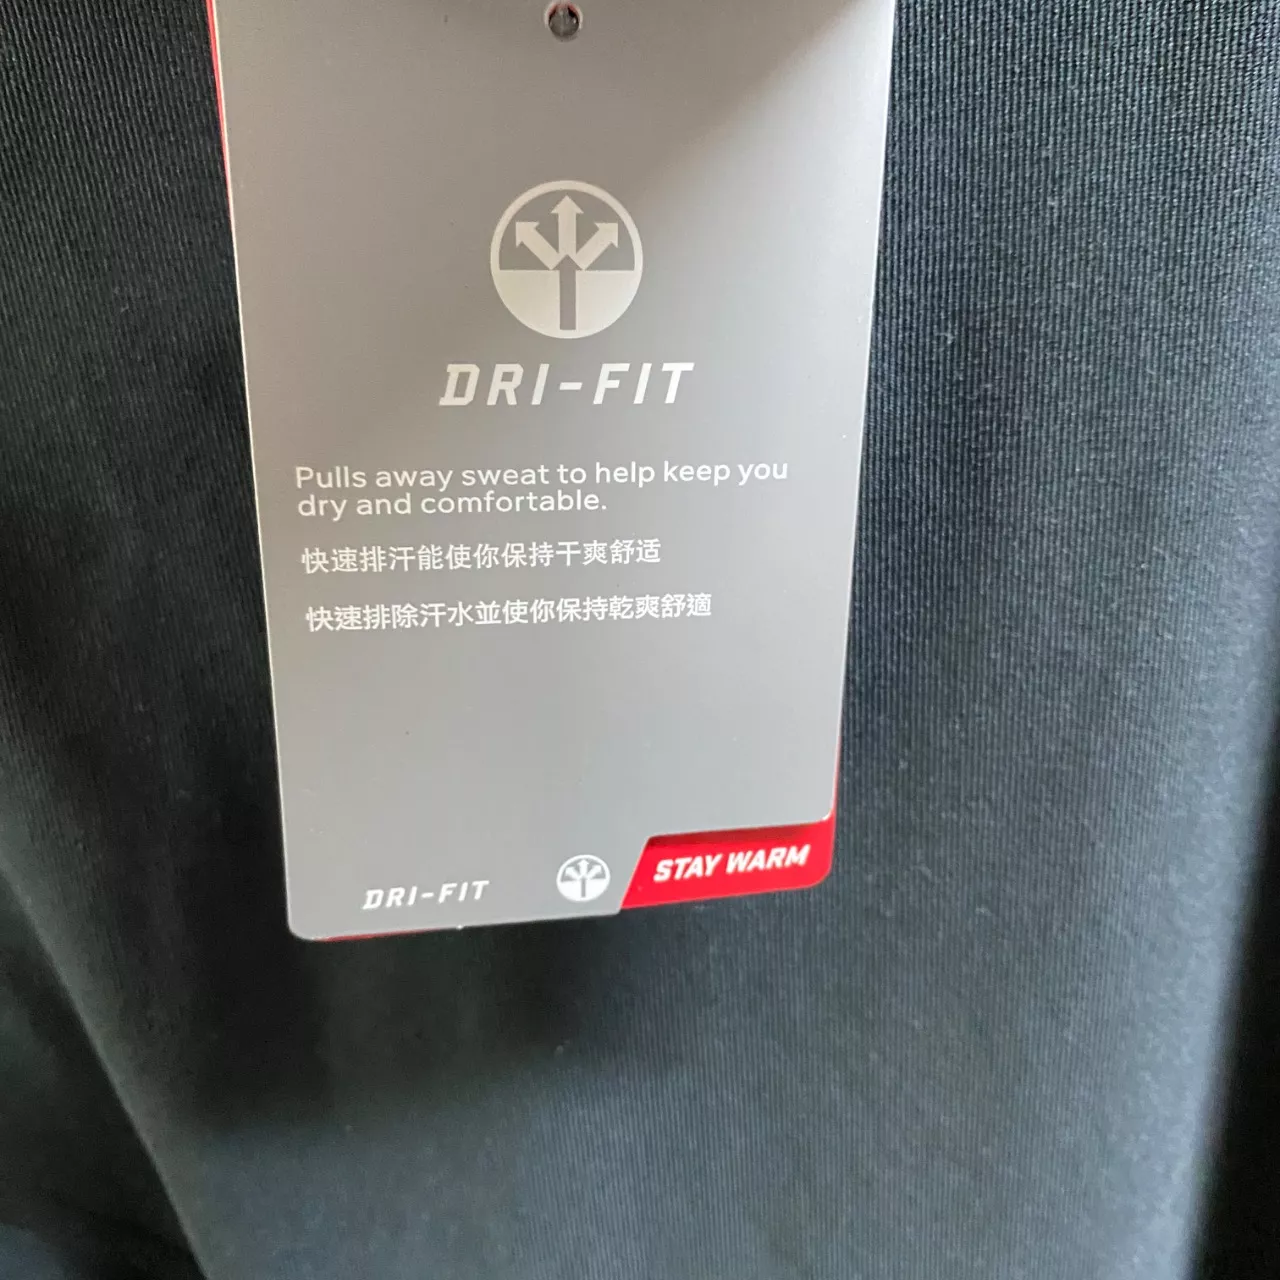 DRI-FIT
Pulls away sweat to help keep you
dry and comfortable.
快速排汗能使你保持干爽舒适
快速排除汗水並使你保持乾爽舒適
DRI-FIT
STAY WARM